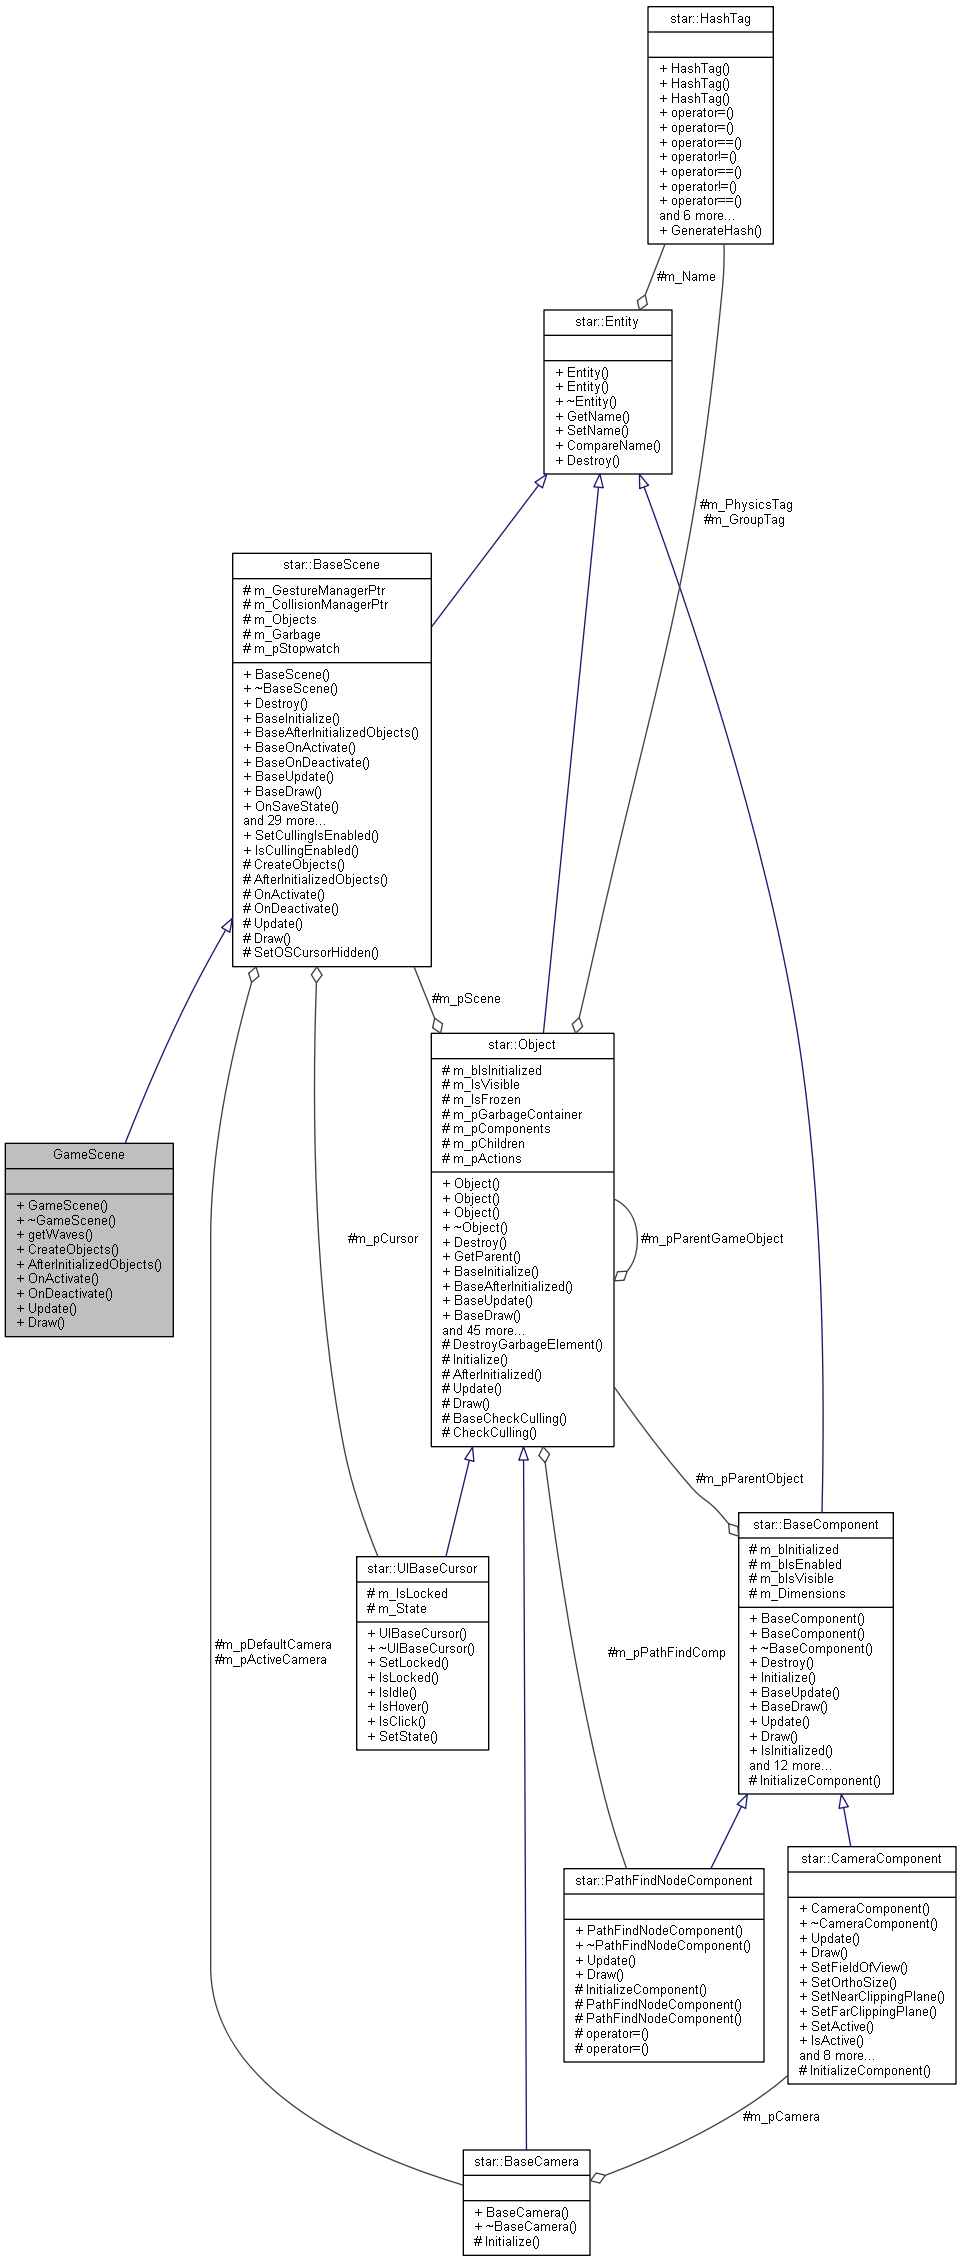 star::HashTag
+ HashTag()
+ HashTag()
+ HashTag()
+ operator=()
+ operator=()
+ operator==()
+ operator!=()
+ operator==()
+ operator!=()
+ operator==()
and 6 more...
+ GenerateHash()
#m_Name
star::Entity
+ Entity()
+ Entity()
+ ~Entity()
+ GetName()
+ SetName()
+ CompareName()
+ Destroy()
#m_PhysicsTag
#m_GroupTag
star::BaseScene
# m_GestureManagerPtr
# m_CollisionManagerPtr
# m_Objects
# m_Garbage
# m_pStopwatch
+ BaseScene()
+ ~BaseScene()
+ Destroy()
+ BaseInitialize()
+ BaseAfterInitializedObjects()
+ BaseOnActivate()
+ BaseOnDeactivate()
+ BaseUpdate()
+ BaseDraw()
+ OnSaveState()
and 29 more...
+ SetCullingIsEnabled()
+ IsCullingEnabled()
# CreateObjects()
# AfterInitializedObjects()
# OnActivate()
# OnDeactivate()
# Update()
# Draw()
# SetOSCursorHidden()
#m_pScene
star::Object
# m_bIsInitialized
# m_IsVisible
# m_IsFrozen
# m_pGarbageContainer
# m_pComponents
# m_pChildren
# m_pActions
+ Object()
+ Object()
+ Object()
+ ~Object()
+ Destroy()
+ GetParent()
+ BaseInitialize()
+ BaseAfterInitialized()
+ BaseUpdate()
+ BaseDraw()
and 45 more...
# DestroyGarbageElement()
# Initialize()
# AfterInitialized()
# Update()
# Draw()
# BaseCheckCulling()
# CheckCulling()
#m_pParentGameObject
GameScene
+ GameScene()
+ ~GameScene()
+ getWaves()
+ CreateObjects()
+ AfterInitializedObjects()
+ OnActivate()
+ OnDeactivate()
+ Update()
+ Draw()
#m_pCursor
#m_pParentObject
star::BaseComponent
# m_bInitialized
# m_bIsEnabled
# m_bIsVisible
# m_Dimensions
+ BaseComponent()
+ BaseComponent()
+ ~BaseComponent()
+ Destroy()
+ Initialize()
+ BaseUpdate()
+ BaseDraw()
+ Update()
+ Draw()
+ IsInitialized()
and 12 more...
# InitializeComponent()
star::UIBaseCursor
# m_IsLocked
# m_State
+ UIBaseCursor()
+ ~UIBaseCursor()
+ SetLocked()
+ IsLocked()
+ IsIdle()
+ IsHover()
+ IsClick()
+ SetState()
#m_pDefaultCamera
#m_pActiveCamera
#m_pPathFindComp
star::PathFindNodeComponent
+ PathFindNodeComponent()
+ ~PathFindNodeComponent()
+ Update()
+ Draw()
# InitializeComponent()
# PathFindNodeComponent()
# PathFindNodeComponent()
# operator=()
# operator=()
star::CameraComponent
+ CameraComponent()
+ ~CameraComponent()
+ Update()
+ Draw()
+ SetFieldOfView()
+ SetOrthoSize()
+ SetNearClippingPlane()
+ SetFarClippingPlane()
+ SetActive()
+ IsActive()
and 8 more...
# InitializeComponent()
#m_pCamera
star::BaseCamera
+ BaseCamera()
+ ~BaseCamera()
# Initialize()